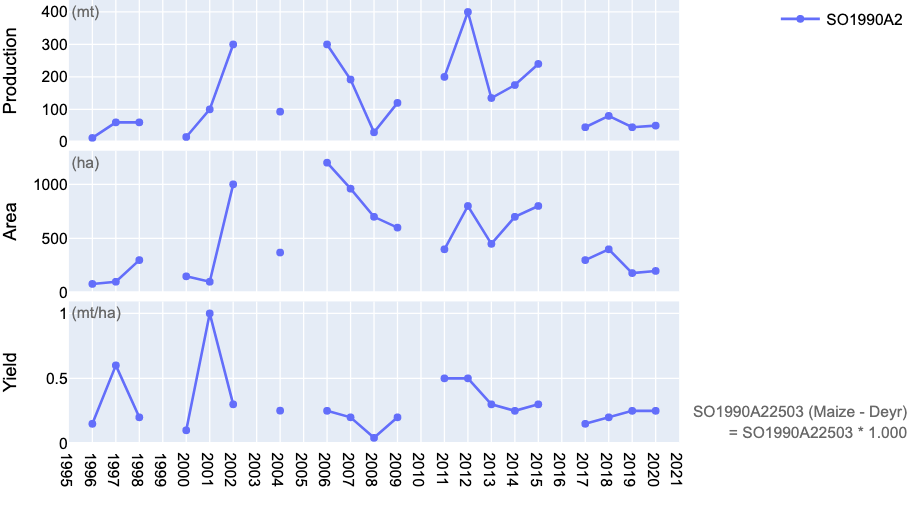 Production
(mt)
400
300
200
100
0
SO1990A2
Area
(ha)
1000
500
0
Yield
(mt/ha)
1
0.5
0
1995 1996 1997 1998 1999 2000 2001 2002 2003 2004 2005 2006 2007 2008 2009 2010 2011 2012 2013 2014 2015 2016 2017 2018 2019 2020 2021
SO1990A22503 (Maize - Deyr)
= SO1990A22503 * 1.000